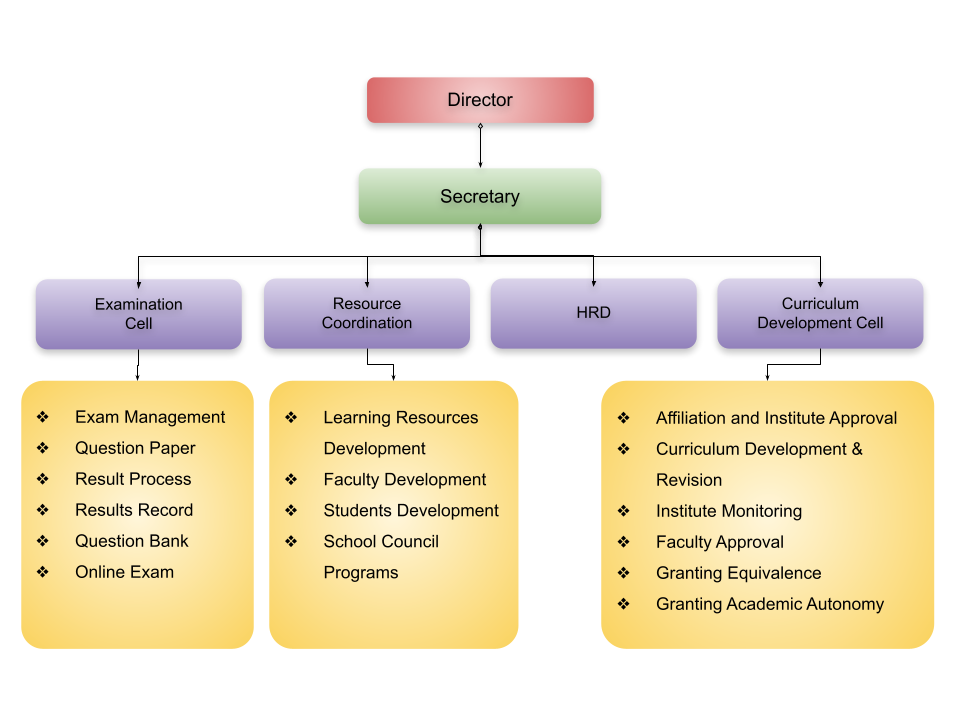 Director
Secretary
Examination
Cell
Resource
Coordination
HRD
Curriculum
Development Cell
❖ Exam Management
❖ Question Paper
❖ Result Process
❖ Results Record
❖ Question Bank
❖ Online Exam
❖ Learning Resources
Development
❖ Faculty Development
❖ Students Development
❖ School Council
Programs
❖ Affiliation and Institute Approval
❖ Curriculum Development &
Revision
❖ Institute Monitoring
❖ Faculty Approval
❖ Granting Equivalence
❖ Granting Academic Autonomy